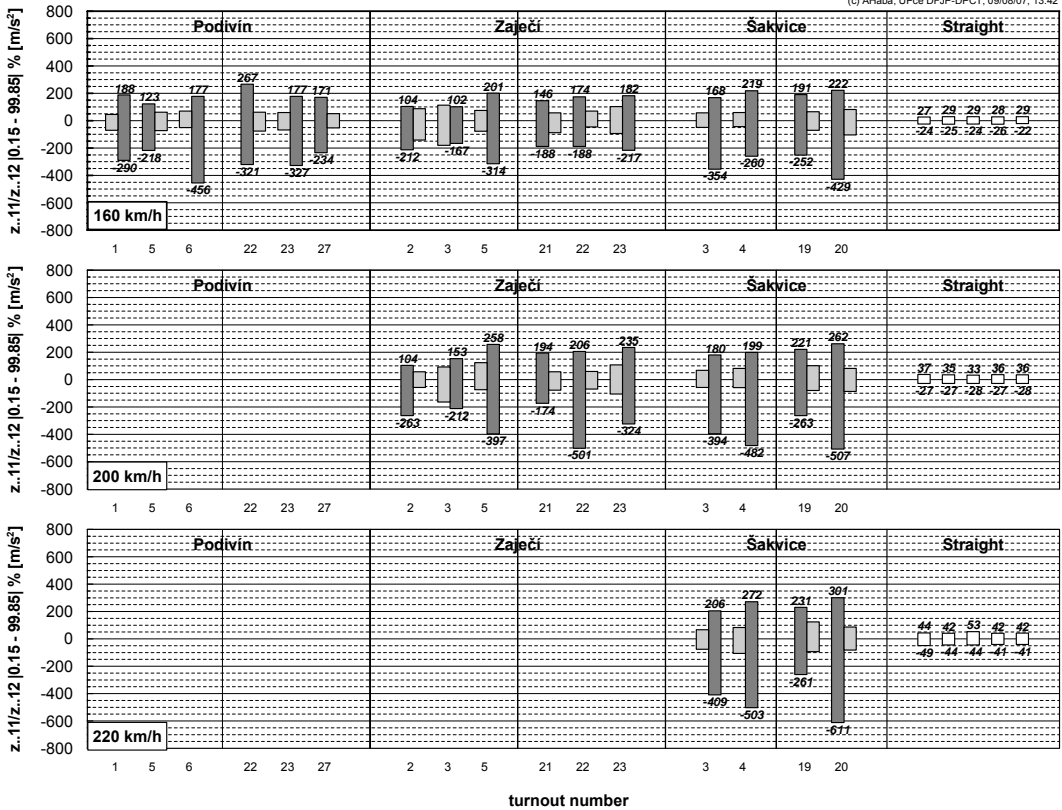 (c) AHaba, UPce DFJP-DPCT, 09/08/07, 13:42
z..11/z..12 |0.15 - 99.85| % [m/s²]
800
600
400
200
0
-200
-400
-600
-800
Podivín Zaječí Šakvice Straight
188 123 177 267 177 171 104 102 201 146 174 182 168 219 191 222 27 29 29 28 29
-290 -218 -456 -321 -327 -234 -212 -167 -314 -188 -188 -217 -354 -260 -252 -429 -24 -25 -24 -26 -22
160 km/h
1 5 6 22 23 27 2 3 5 21 22 23 3 4 19 20
z..11/z..12 |0.15 - 99.85| % [m/s²]
800
600
400
200
0
-200
-400
-600
-800
Podivín Zaječí Šakvice Straight
104 153 258 194 206 235 180 199 221 262 37 35 33 36 36
-263 -212 -397 -174 -501 -324 -394 -482 -263 -507 -27 -27 -28 -27 -28
200 km/h
1 5 6 22 23 27 2 3 5 21 22 23 3 4 19 20
z..11/z..12 |0.15 - 99.85| % [m/s²]
800
600
400
200
0
-200
-400
-600
-800
Podivín Zaječí Šakvice Straight
206 272 231 301 44 42 53 42 42
-409 -503 -261 -611 -49 -44 -44 -41 -41
220 km/h
1 5 6 22 23 27 2 3 5 21 22 23 3 4 19 20
turnout number